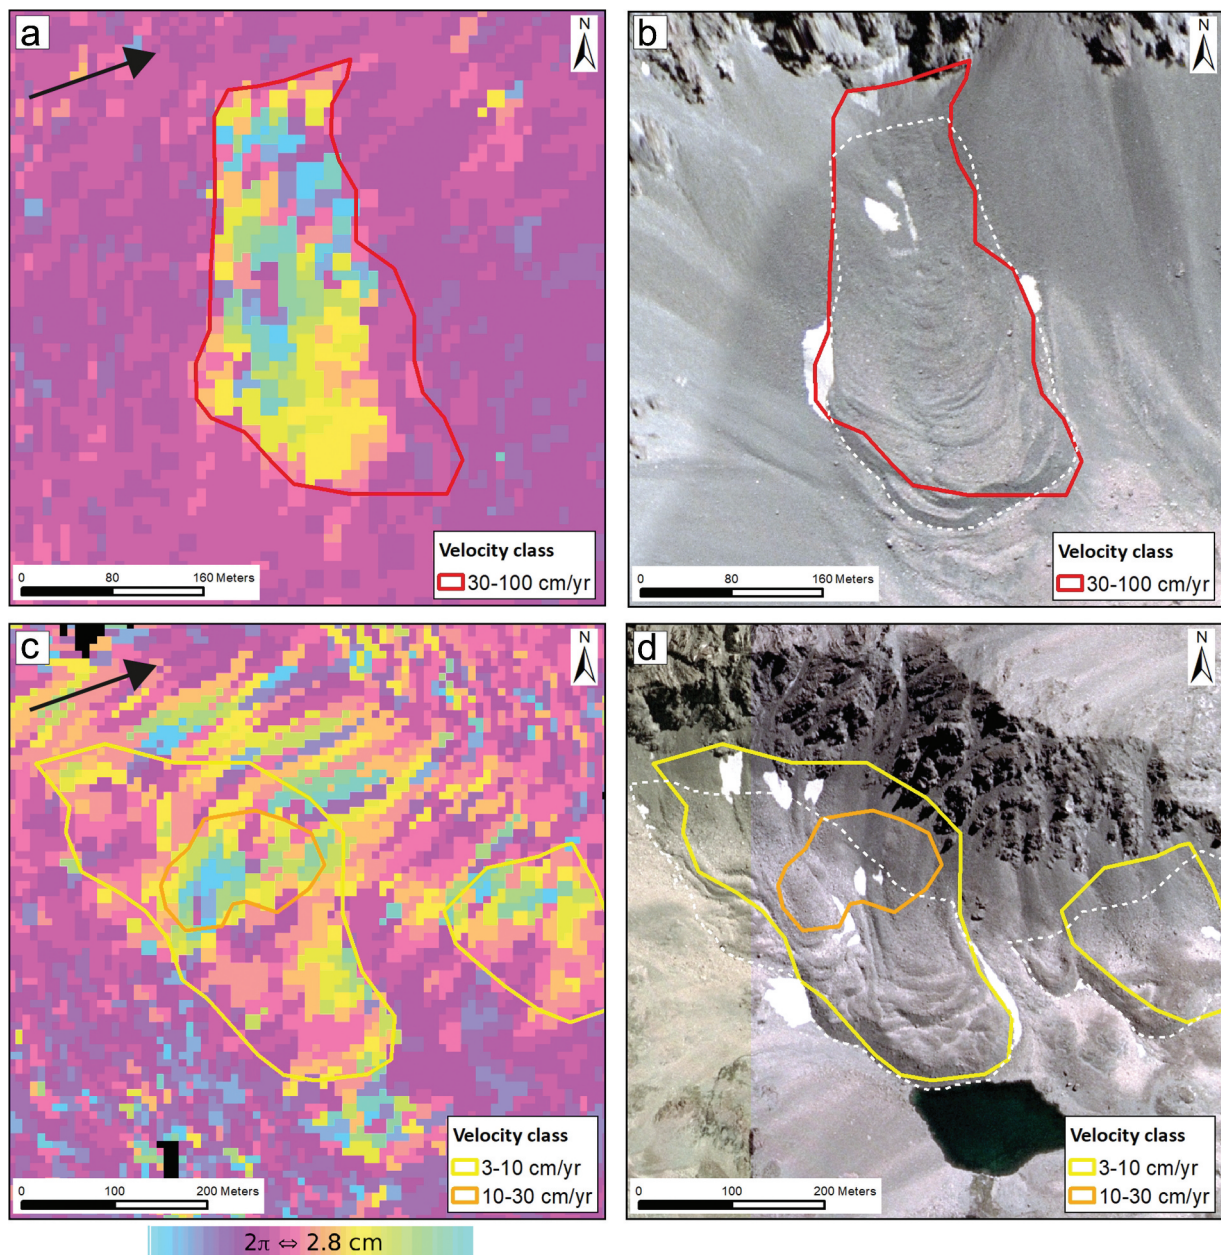 a
N
0 80 160 Meters
Velocity class
30-100 cm/yr
b
N
0 80 160 Meters
Velocity class
30-100 cm/yr
c
N
0 100 200 Meters
Velocity class
3-10 cm/yr
10-30 cm/yr
d
N
0 100 200 Meters
Velocity class
3-10 cm/yr
10-30 cm/yr
2π ⇔ 2.8 cm